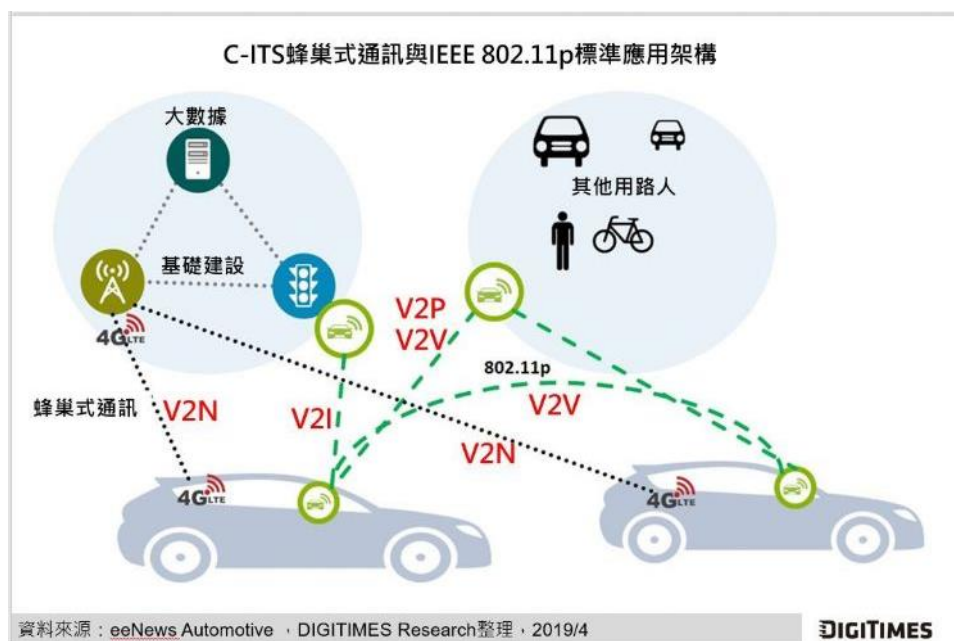 C-ITS蜂巢式通訊與IEEE 802.11p標準應用架構
大數據
其他用路人
基礎建設
4G LTE
V2P
V2V
802.11p
蜂巢式通訊
V2N
V2I
V2V
V2N
4G LTE
4G LTE
資料來源：eeNews Automotive ，DIGITIMES Research整理，2019/4
DIGITIMES